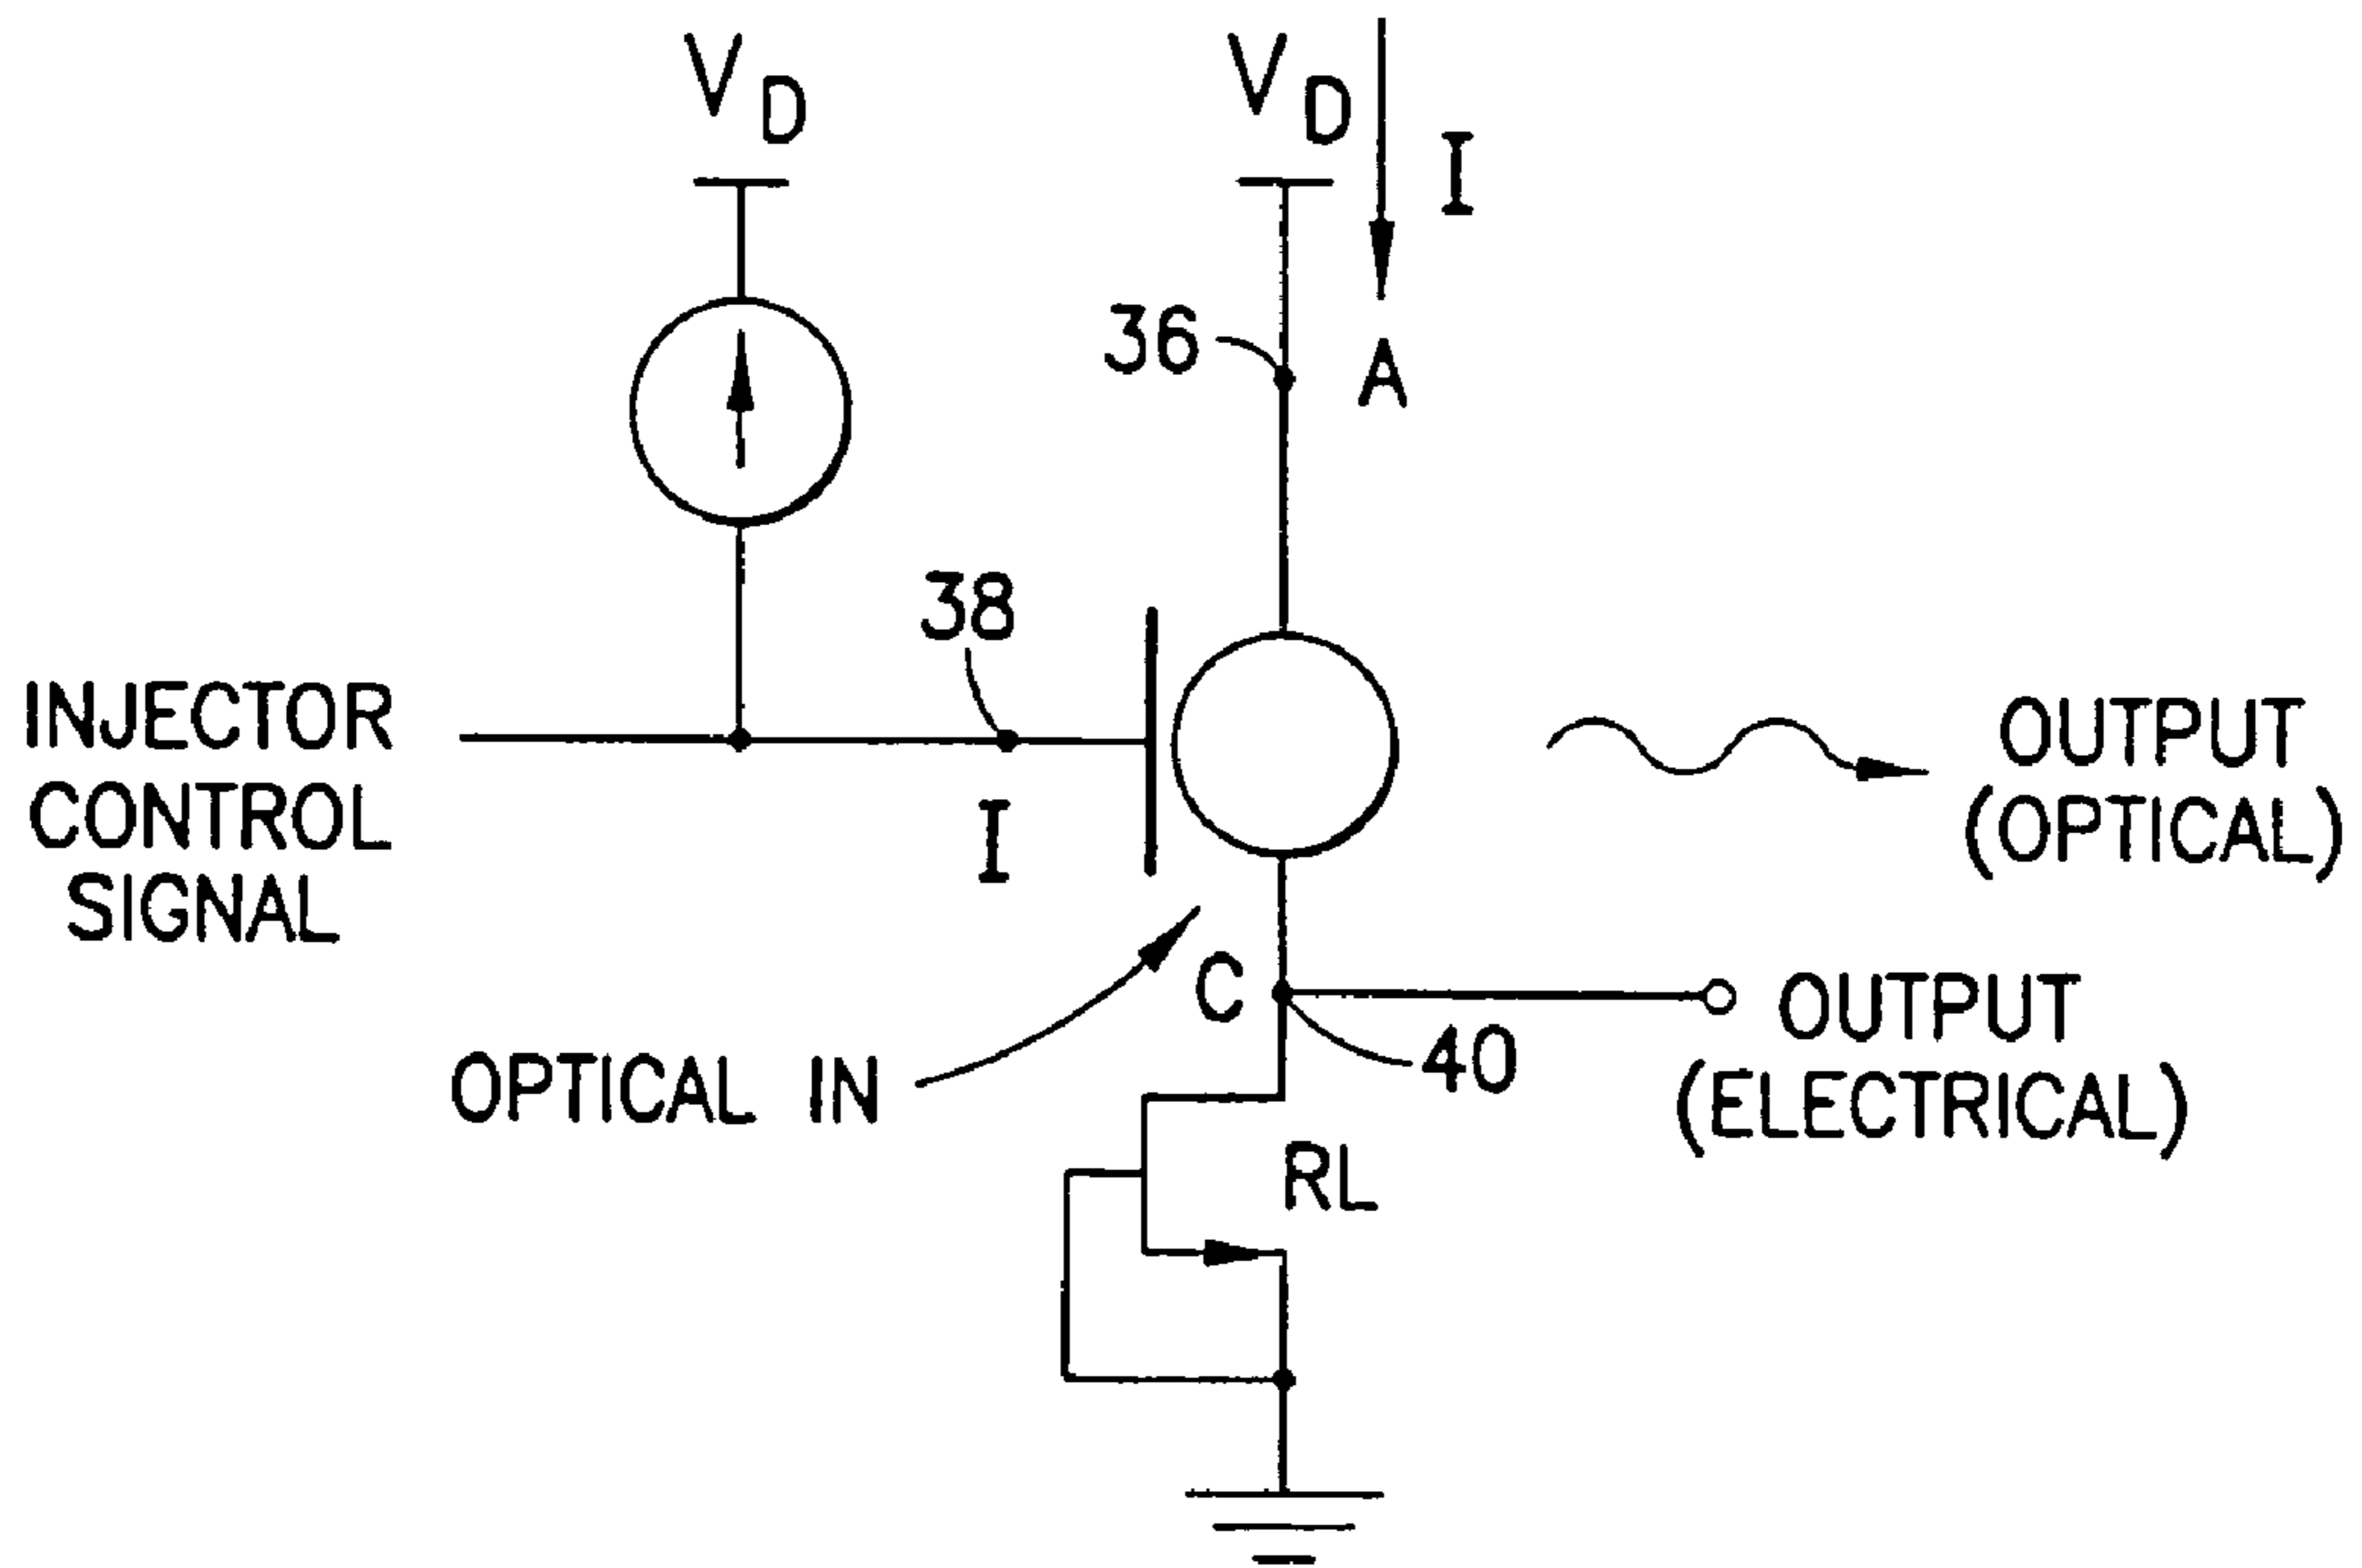 VD
VD
I
36
A
38
INJECTOR
CONTROL
SIGNAL
I
OUTPUT
(OPTICAL)
C
OUTPUT
(ELECTRICAL)
40
OPTICAL IN
RL